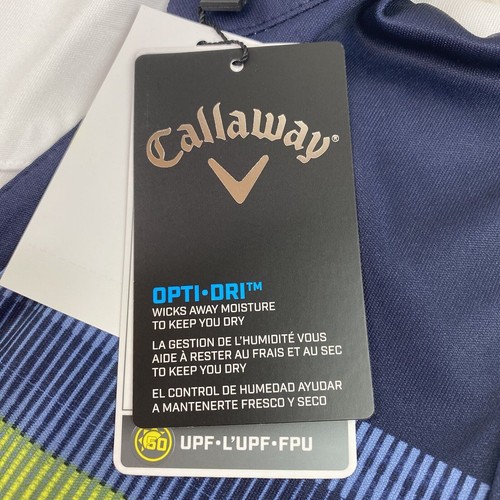 Callaway®
OPTI•DRI™
WICKS AWAY MOISTURE
TO KEEP YOU DRY
LA GESTION DE L'HUMIDITÉ VOUS
AIDE À RESTER AU FRAIS ET AU SEC
TO KEEP YOU DRY
EL CONTROL DE HUMEDAD AYUDAR
A MANTENERTE FRESCO Y SECO
50 UPF•L'UPF•FPU